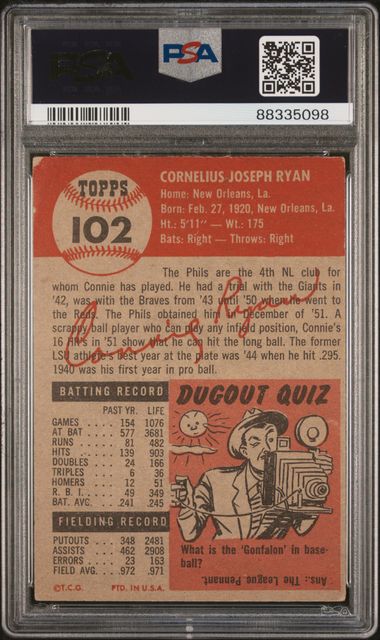 PSA
PSA
88335098
TOPPS
102
CORNELIUS JOSEPH RYAN
Home: New Orleans, La.
Born: Feb. 27, 1920, New Orleans, La.
Ht.: 5'11" — Wt.: 175
Bats: Right — Throws: Right
The Phils are the 4th NL club for
whom Connie has played. He had a fling with the Giants in
'42, was with the Braves from '43 until '50 when he went
to the Reds. The Phils obtained him in December of '51. A
scrappy ball player who can play any infield position, Connie's
16 HR's in '51 show that he can hit the long ball. The former
LSU athlete's best year at the plate was '44 when he hit .295.
1940 was his first year in pro ball.
Connie Ryan
BATTING RECORD
PAST YR. LIFE
GAMES 154 1076
AT BAT 577 3681
RUNS 81 482
HITS 139 903
DOUBLES 24 166
TRIPLES 6 36
HOMERS 12 51
R. B. I. 49 349
BAT. AVG. .241 .245
FIELDING RECORD
PUTOUTS 348 2481
ASSISTS 462 2908
ERRORS 23 163
FIELD AVG. .972 .971
©T.C.G. PTD. IN U.S.A.
DUGOUT QUIZ
What is the 'Gonfalon' in base-
ball?
Ans.: The League Pennant.